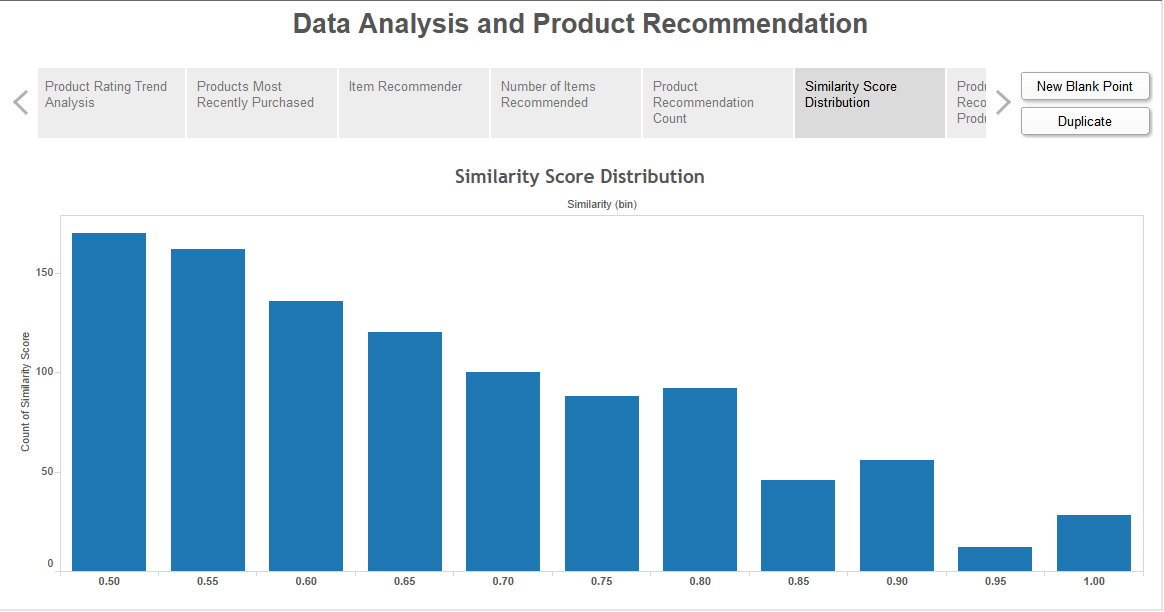 Data Analysis and Product Recommendation
Product Rating Trend
Analysis
Products Most
Recently Purchased
Item Recommender
Number of Items
Recommended
Product
Recommendation
Count
Similarity Score
Distribution
Produ
Reco
Produ
New Blank Point
Duplicate
Similarity Score Distribution
Similarity (bin)
Count of Similarity Score
150
100
50
0
0.50 0.55 0.60 0.65 0.70 0.75 0.80 0.85 0.90 0.95 1.00